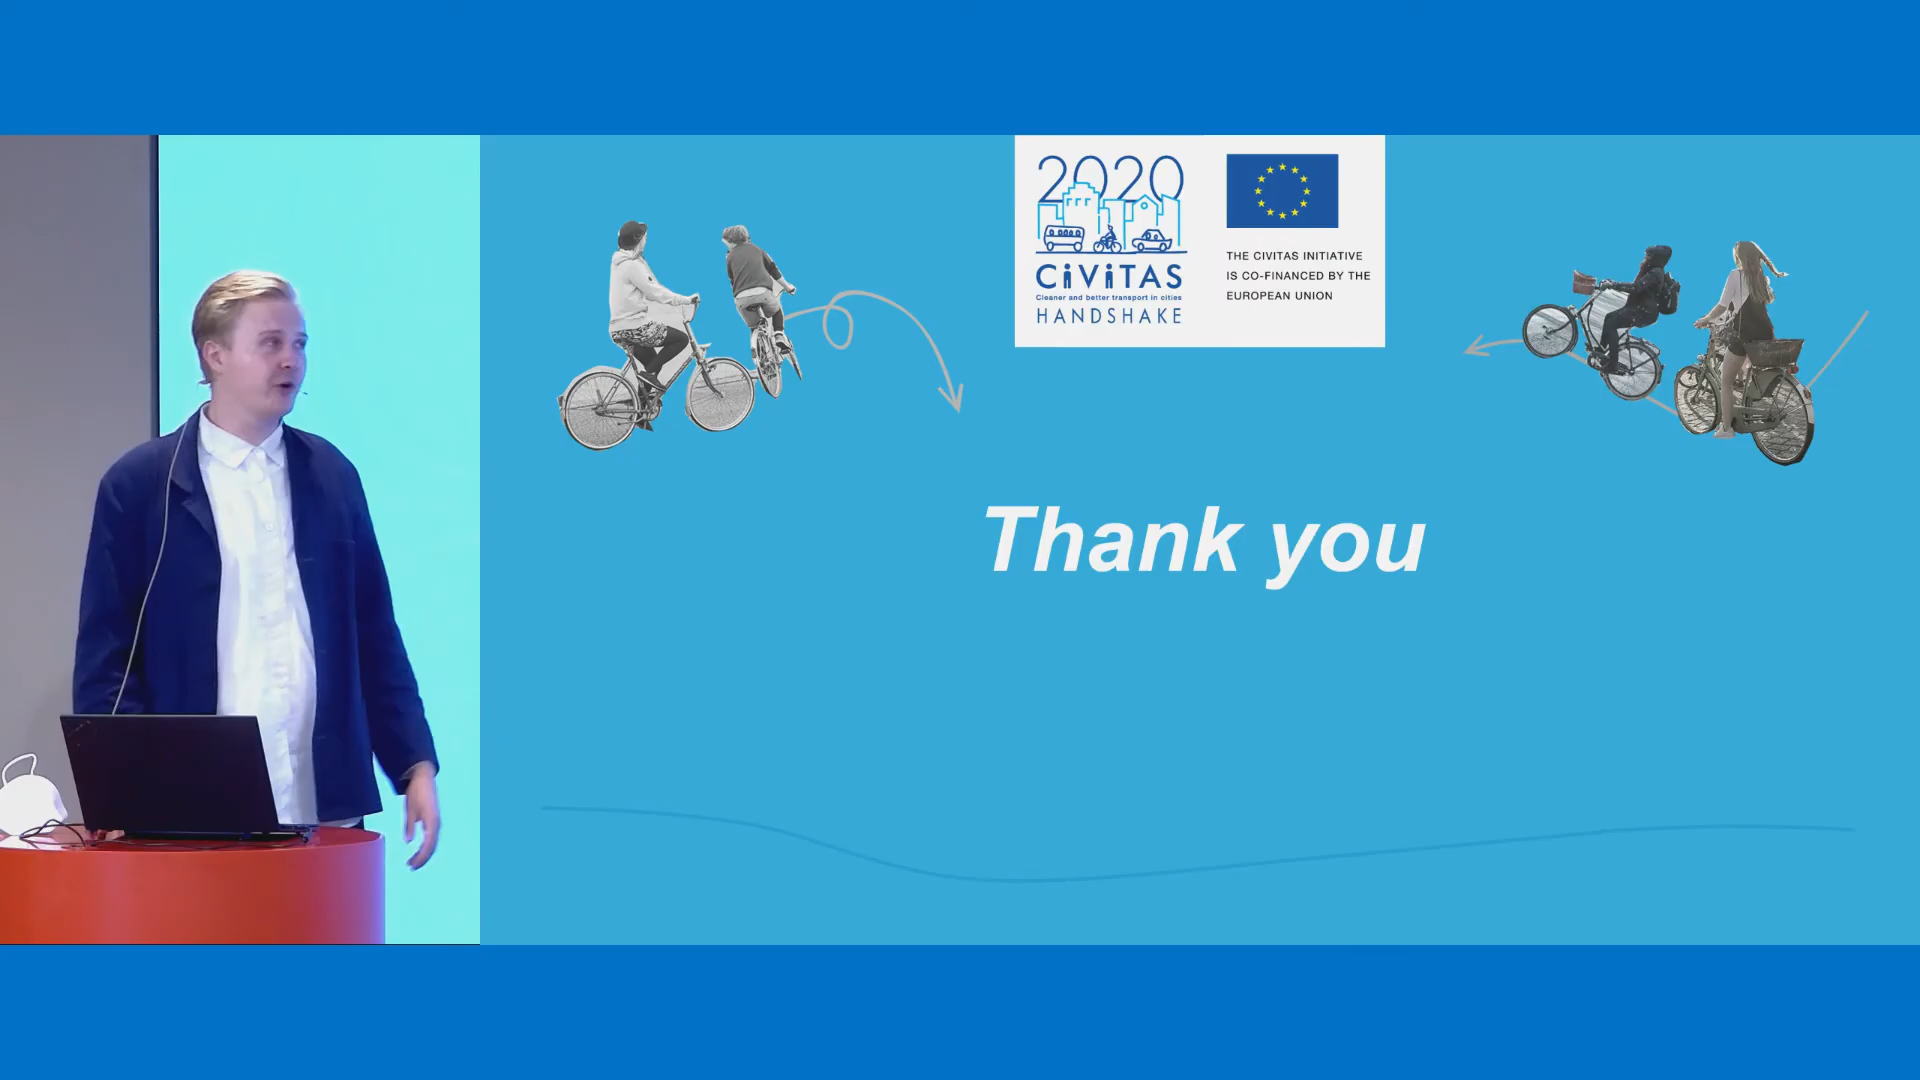 2020
CiViTAS
Cleaner and better transport in cities
HANDSHAKE
THE CIVITAS INITIATIVE
IS CO-FINANCED BY THE
EUROPEAN UNION
Thank you